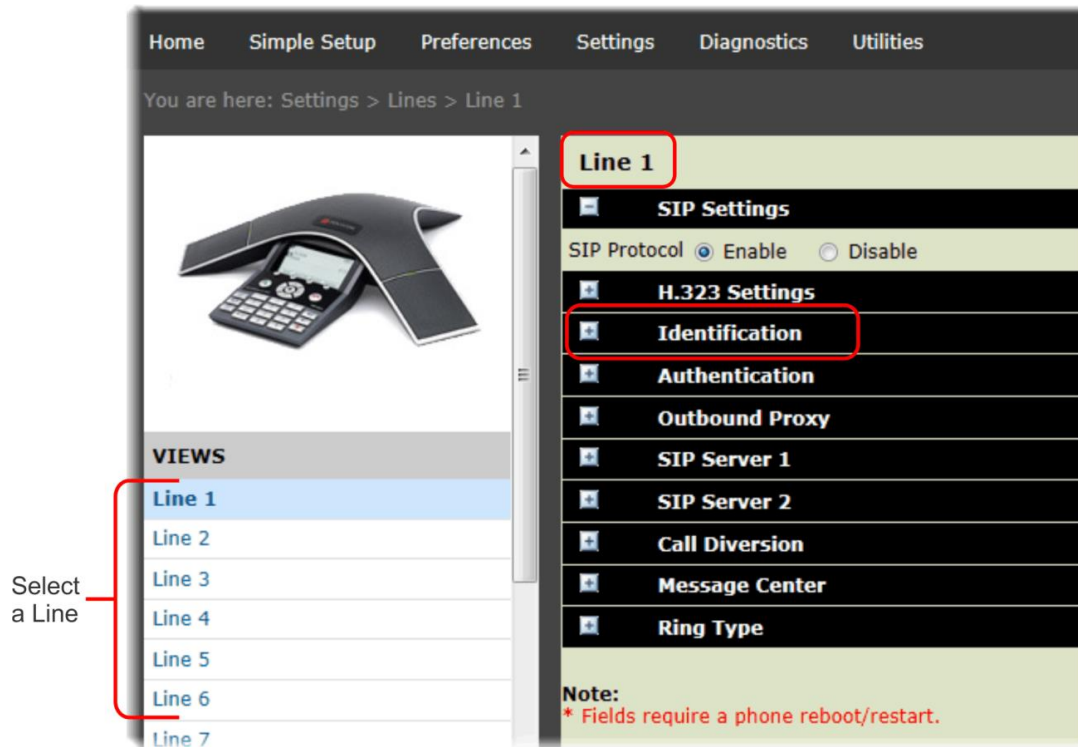 Home Simple Setup Preferences Settings Diagnostics Utilities
You are here: Settings > Lines > Line 1
Line 1
SIP Settings
SIP Protocol Enable Disable
H.323 Settings
Identification
Authentication
Outbound Proxy
SIP Server 1
SIP Server 2
Call Diversion
Message Center
Ring Type
Note:
* Fields require a phone reboot/restart.
VIEWS
Line 1
Line 2
Line 3
Line 4
Line 5
Line 6
Line 7
Select
a Line